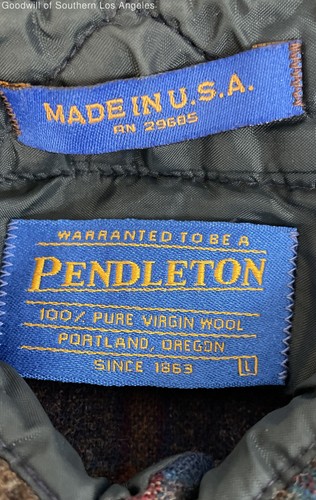 Goodwill of Southern Los Angeles
MADE IN U.S.A.
RN 29685
WARRANTED TO BE A
PENDLETON
100% PURE VIRGIN WOOL
PORTLAND, OREGON
SINCE 1863
L